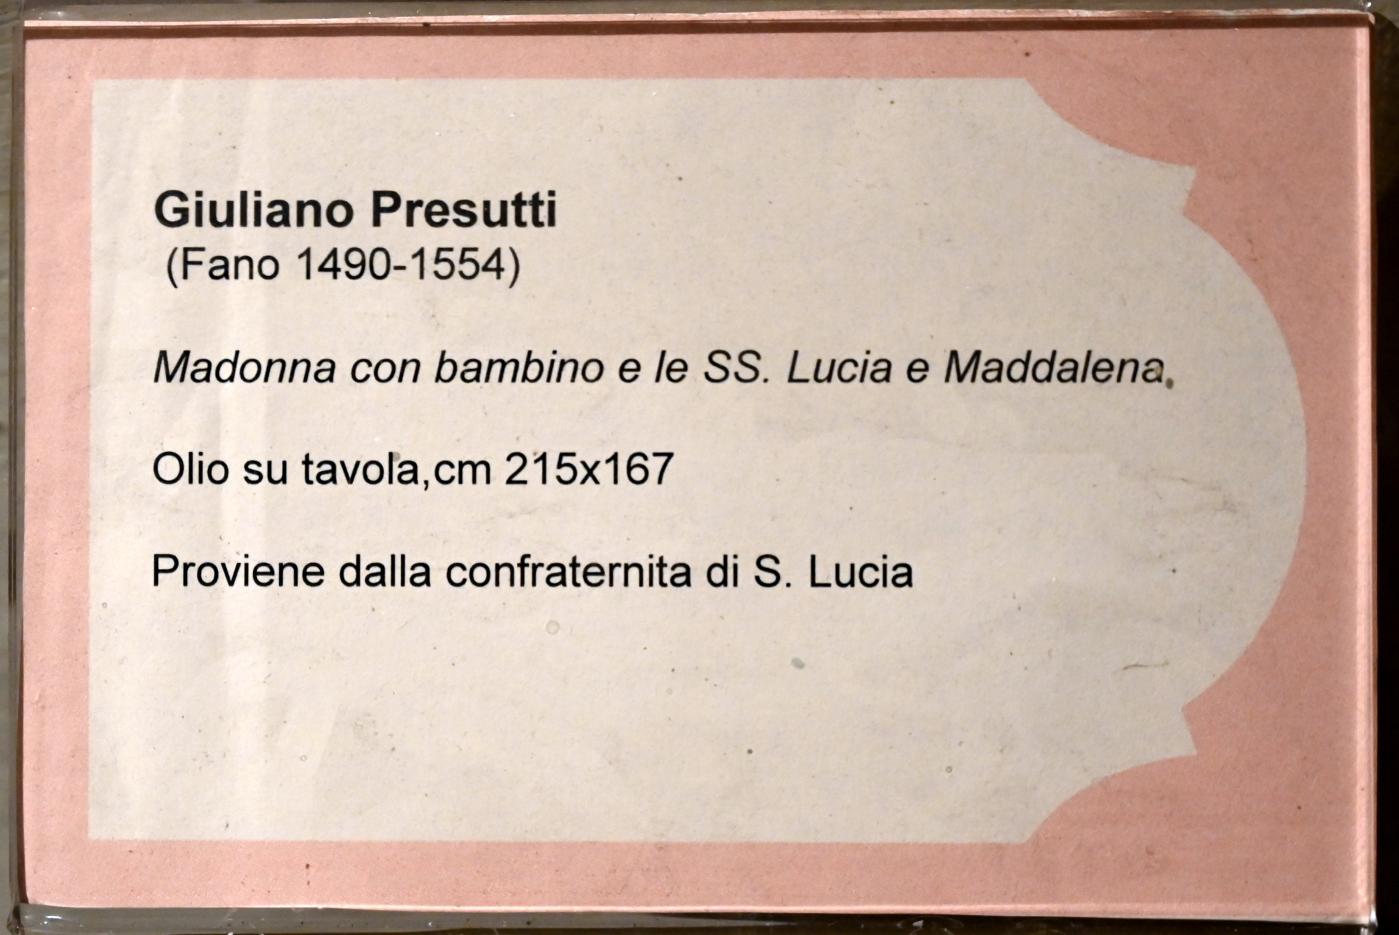 Giuliano Presutti
(Fano 1490-1554)
Madonna con bambino e le SS. Lucia e Maddalena,
Olio su tavola,cm 215x167
Proviene dalla confraternita di S. Lucia